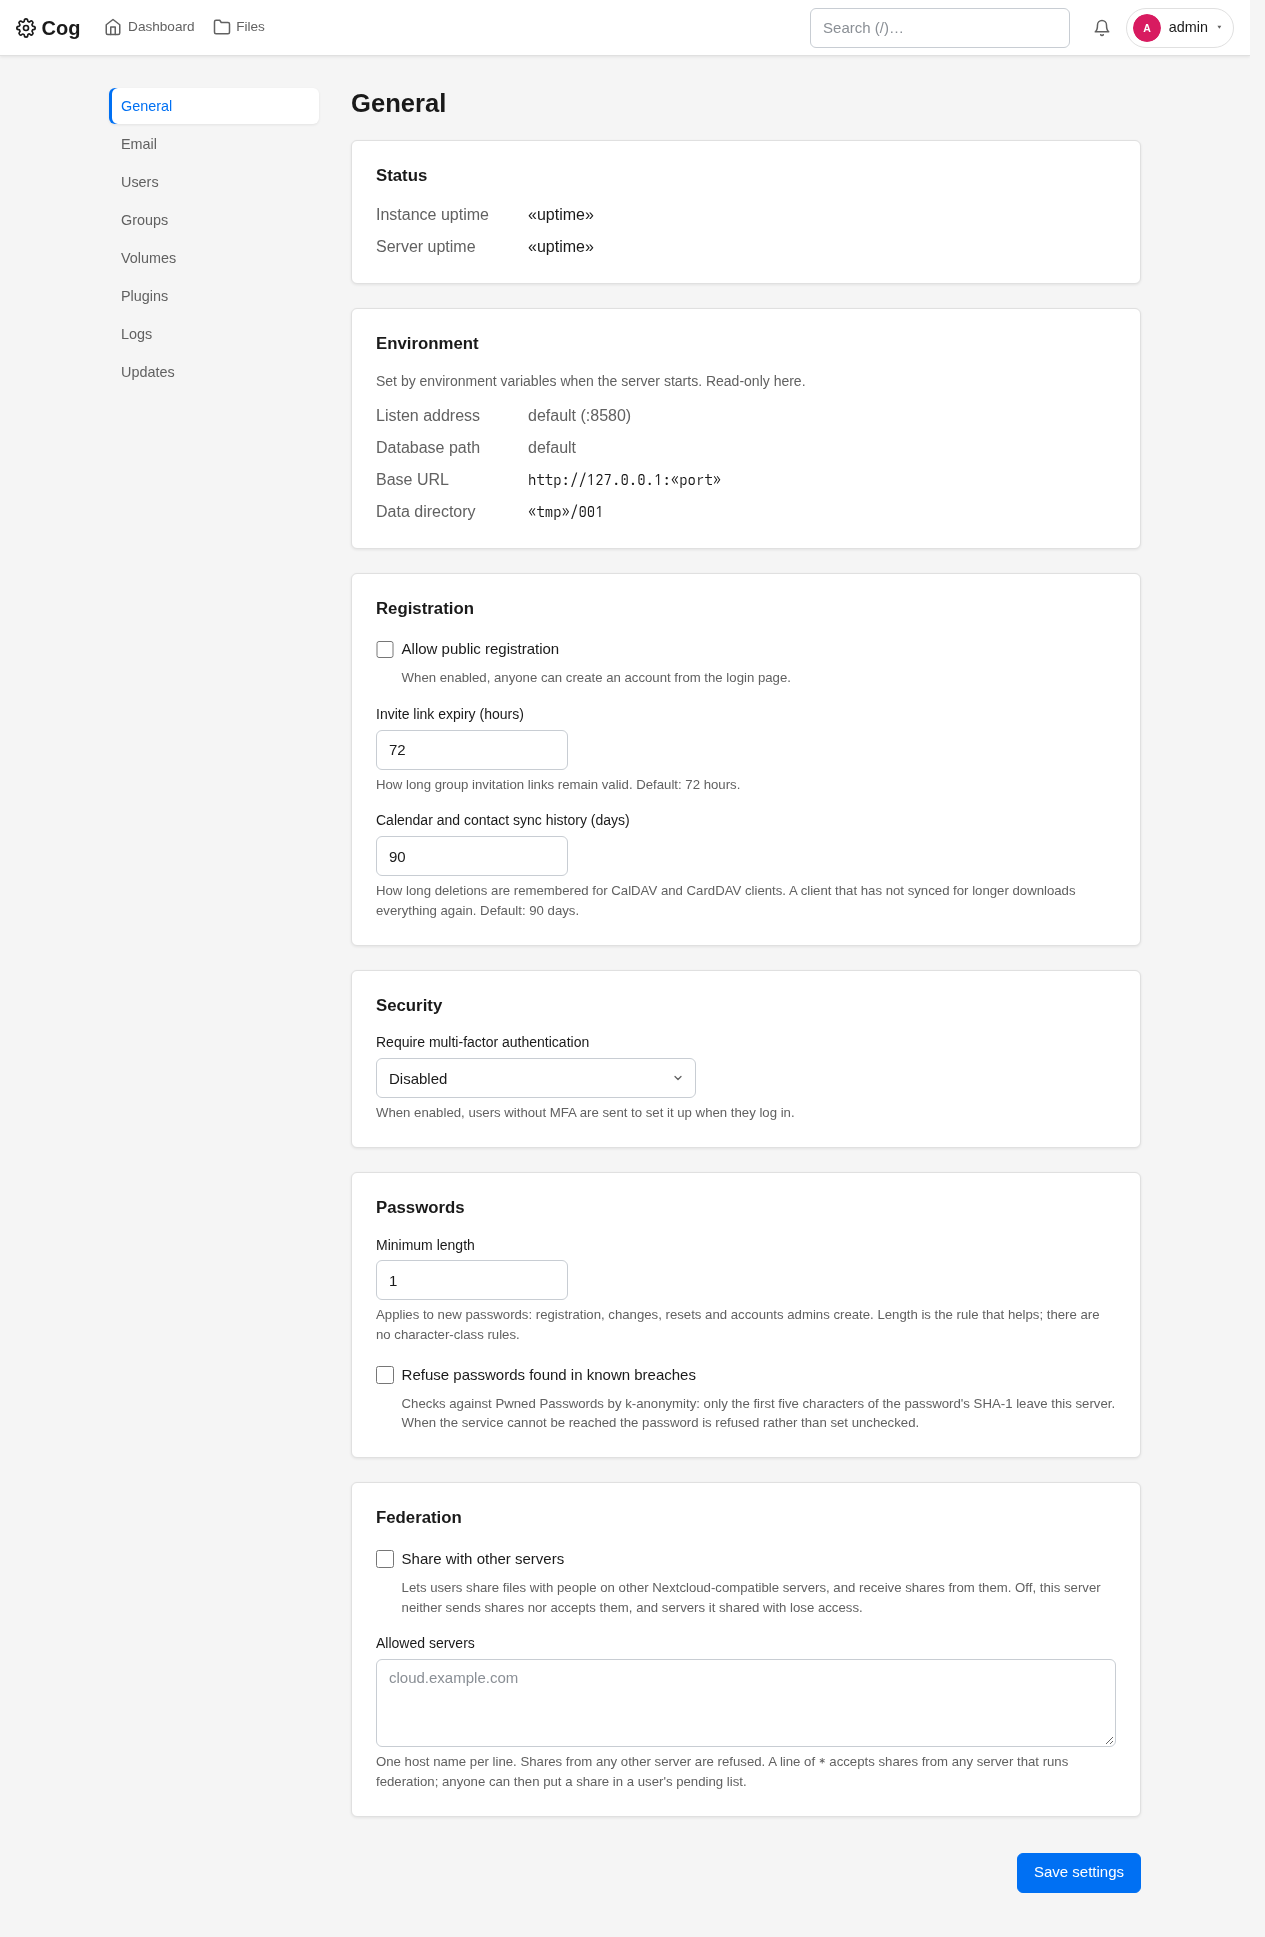 Cog
Dashboard
Files
Search (/)…
A
admin
General
Email
Users
Groups
Volumes
Plugins
Logs
Updates
General
Status
Instance uptime «uptime»
Server uptime «uptime»
Environment
Set by environment variables when the server starts. Read-only here.
Listen address default (:8580)
Database path default
Base URL http://127.0.0.1:«port»
Data directory «tmp»/001
Registration
Allow public registration
When enabled, anyone can create an account from the login page.
Invite link expiry (hours)
72
How long group invitation links remain valid. Default: 72 hours.
Calendar and contact sync history (days)
90
How long deletions are remembered for CalDAV and CardDAV clients. A client that has not synced for longer downloads
everything again. Default: 90 days.
Security
Require multi-factor authentication
Disabled
When enabled, users without MFA are sent to set it up when they log in.
Passwords
Minimum length
1
Applies to new passwords: registration, changes, resets and accounts admins create. Length is the rule that helps; there are
no character-class rules.
Refuse passwords found in known breaches
Checks against Pwned Passwords by k-anonymity: only the first five characters of the password's SHA-1 leave this server.
When the service cannot be reached the password is refused rather than set unchecked.
Federation
Share with other servers
Lets users share files with people on other Nextcloud-compatible servers, and receive shares from them. Off, this server
neither sends shares nor accepts them, and servers it shared with lose access.
Allowed servers
cloud.example.com
One host name per line. Shares from any other server are refused. A line of * accepts shares from any server that runs
federation; anyone can then put a share in a user's pending list.
Save settings